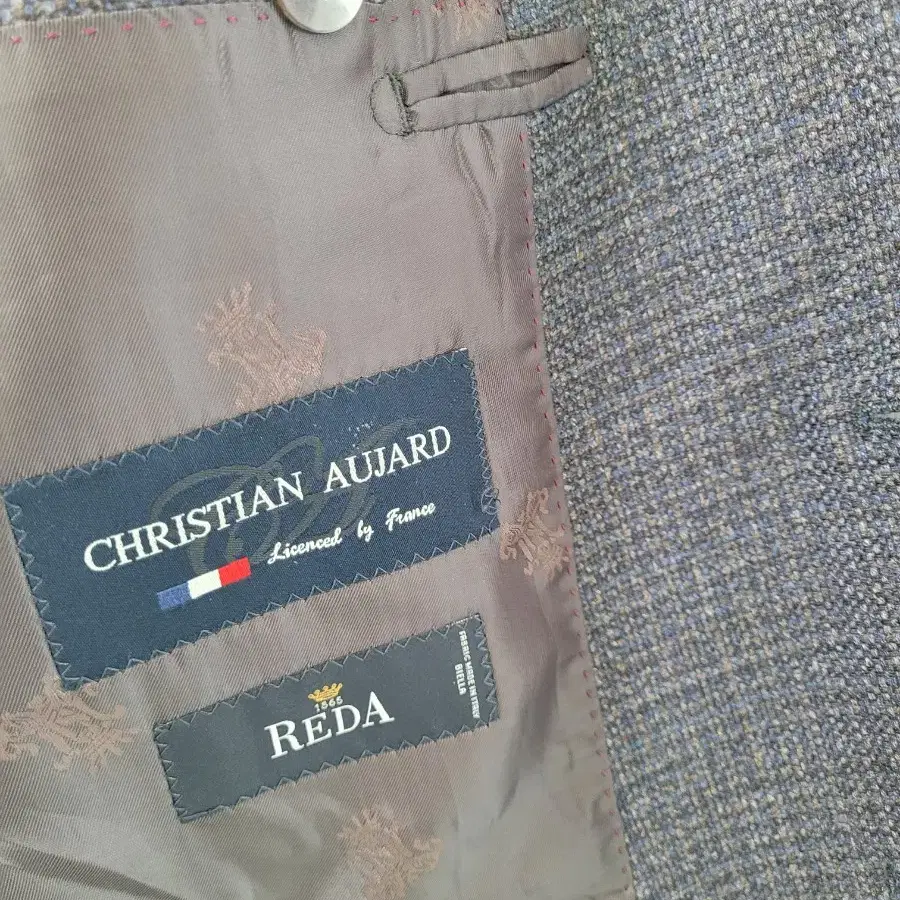 CHRISTIAN AUJARD
Licenced by France
1865
REDA
FABRIC MADE IN ITALY
BIELLA